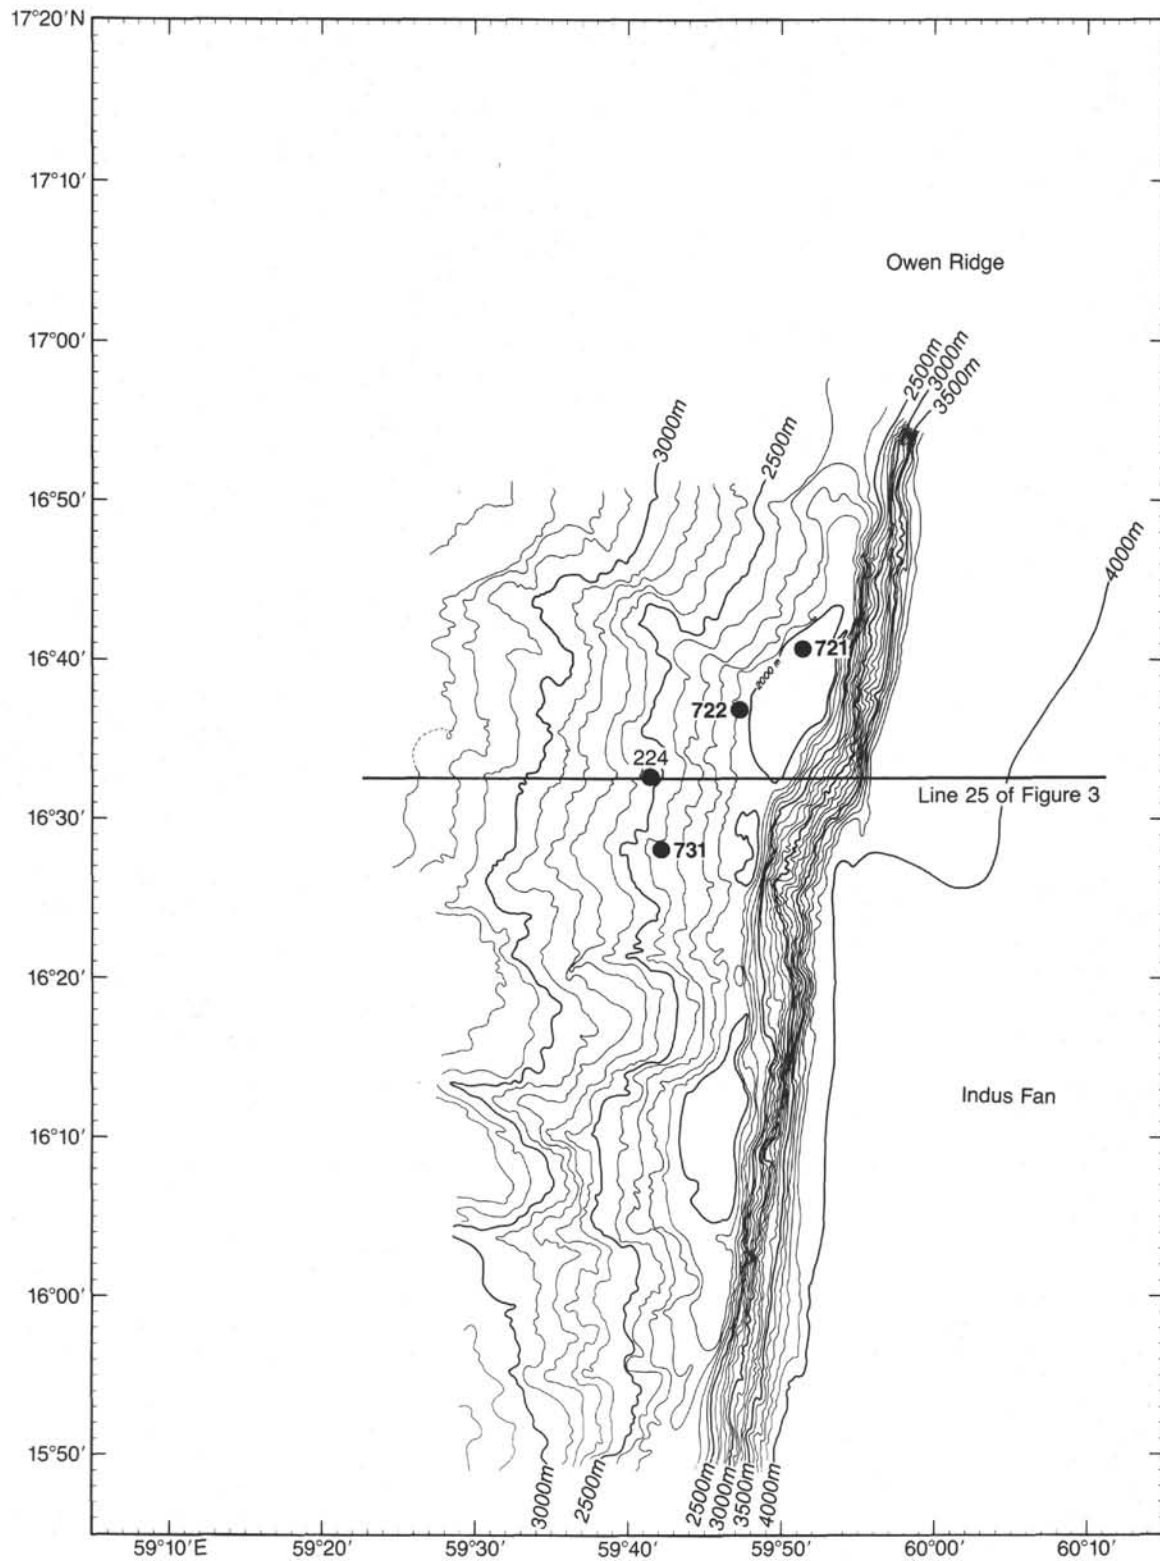 17°20'N
17°10'
Owen Ridge
17°00'
2500m
3000m
3500m
3000m
2500m
16°50'
4000m
16°40'
721
2000 m
722
224
Line 25 of Figure 3
16°30'
731
16°20'
Indus Fan
16°10'
16°00'
15°50'
3000m
2500m
2500m
3000m
3500m
4000m
59°10'E
59°20'
59°30'
59°40'
59°50'
60°00'
60°10'